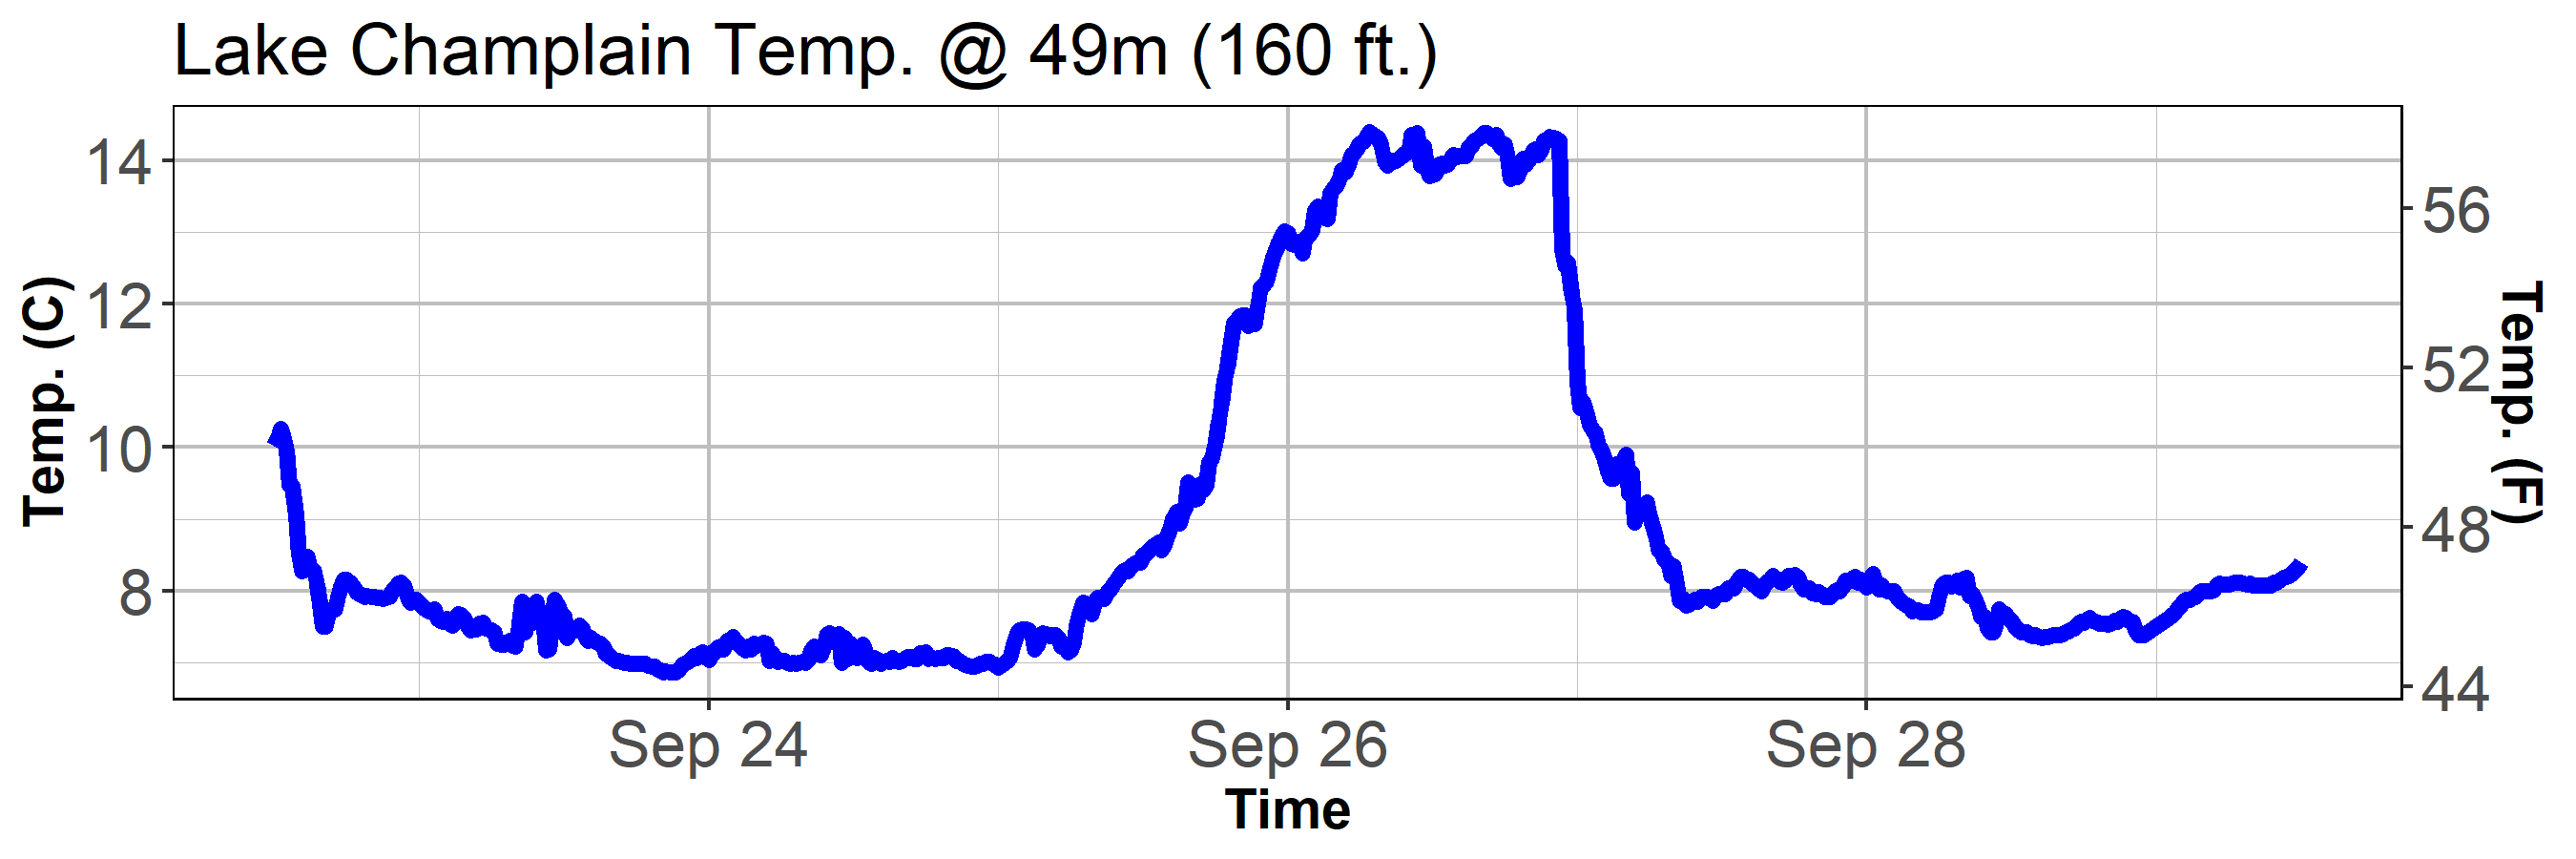 Lake Champlain Temp. @ 49m (160 ft.)
Temp. (C)
14
12
10
8
56
52
48
44
Temp. (F)
Sep 24
Sep 26
Sep 28
Time